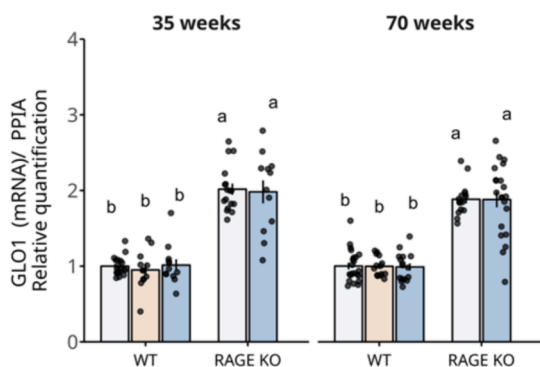 35 weeks 70 weeks
GLO1 (mRNA)/ PPIA
Relative quantification
4
3
2
1
0
b b b a a
b b b a a
WT RAGE KO WT RAGE KO